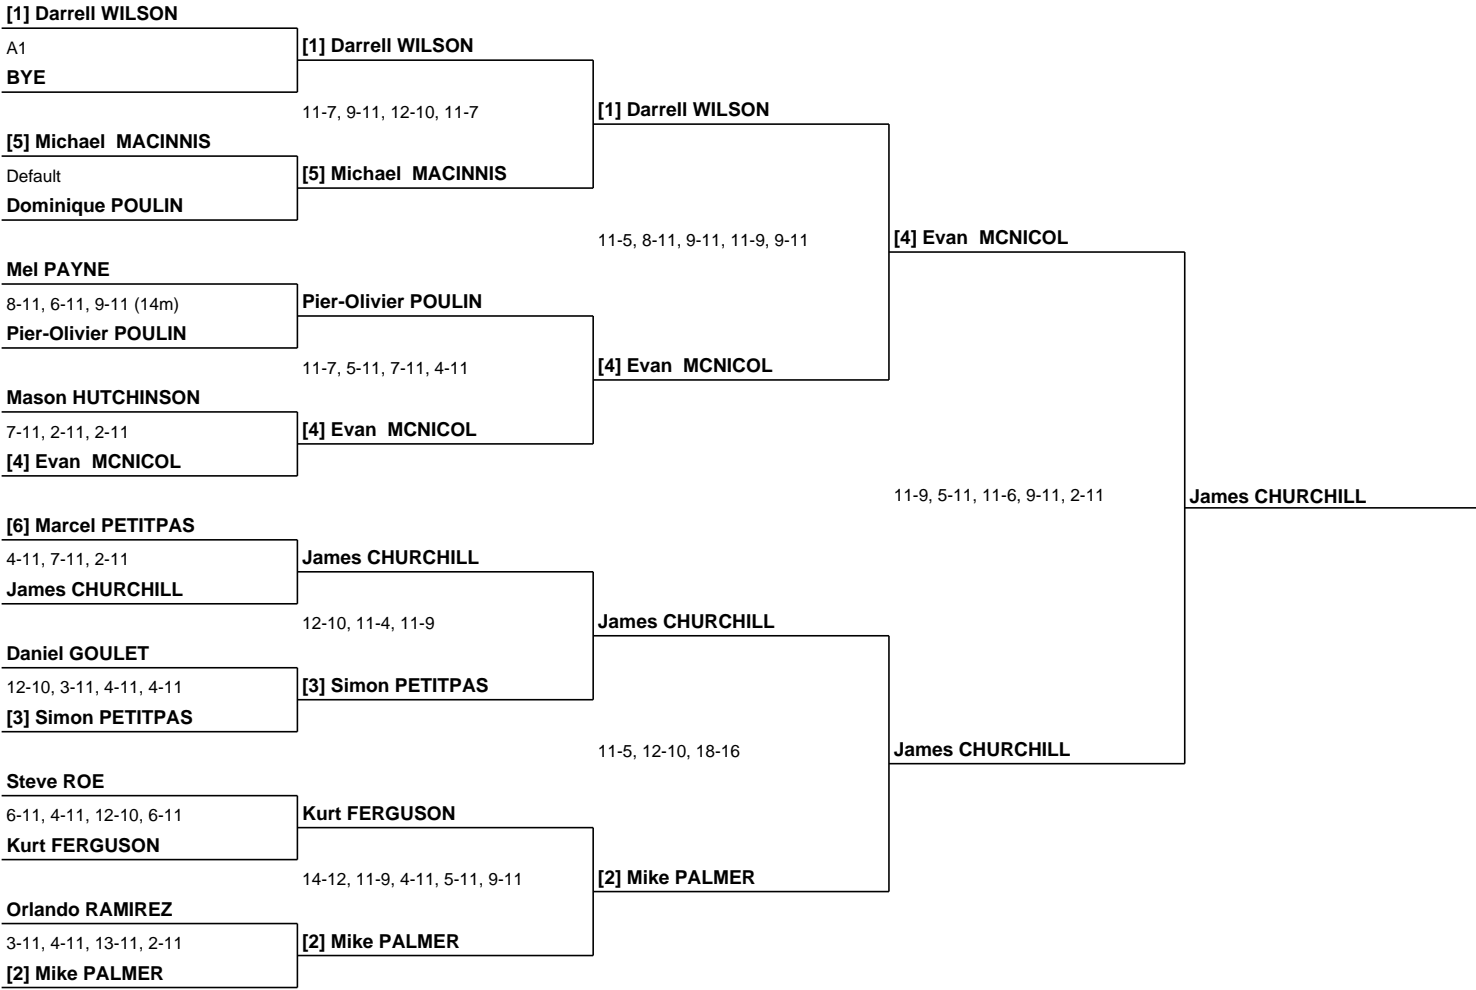 [1] Darrell WILSON
A1
BYE
[5] Michael  MACINNIS
Default
Dominique POULIN
Mel PAYNE
8-11, 6-11, 9-11 (14m)
Pier-Olivier POULIN
Mason HUTCHINSON
7-11, 2-11, 2-11
[4] Evan  MCNICOL
[6] Marcel PETITPAS
4-11, 7-11, 2-11
James CHURCHILL
Daniel GOULET
12-10, 3-11, 4-11, 4-11
[3] Simon PETITPAS
Steve ROE
6-11, 4-11, 12-10, 6-11
Kurt FERGUSON
Orlando RAMIREZ
3-11, 4-11, 13-11, 2-11
[2] Mike PALMER
[1] Darrell WILSON
11-7, 9-11, 12-10, 11-7
[5] Michael  MACINNIS
Pier-Olivier POULIN
11-7, 5-11, 7-11, 4-11
[4] Evan  MCNICOL
James CHURCHILL
12-10, 11-4, 11-9
[3] Simon PETITPAS
Kurt FERGUSON
14-12, 11-9, 4-11, 5-11, 9-11
[2] Mike PALMER
[1] Darrell WILSON
11-5, 8-11, 9-11, 11-9, 9-11
[4] Evan  MCNICOL
James CHURCHILL
11-5, 12-10, 18-16
[2] Mike PALMER
[4] Evan  MCNICOL
11-9, 5-11, 11-6, 9-11, 2-11
James CHURCHILL
James CHURCHILL